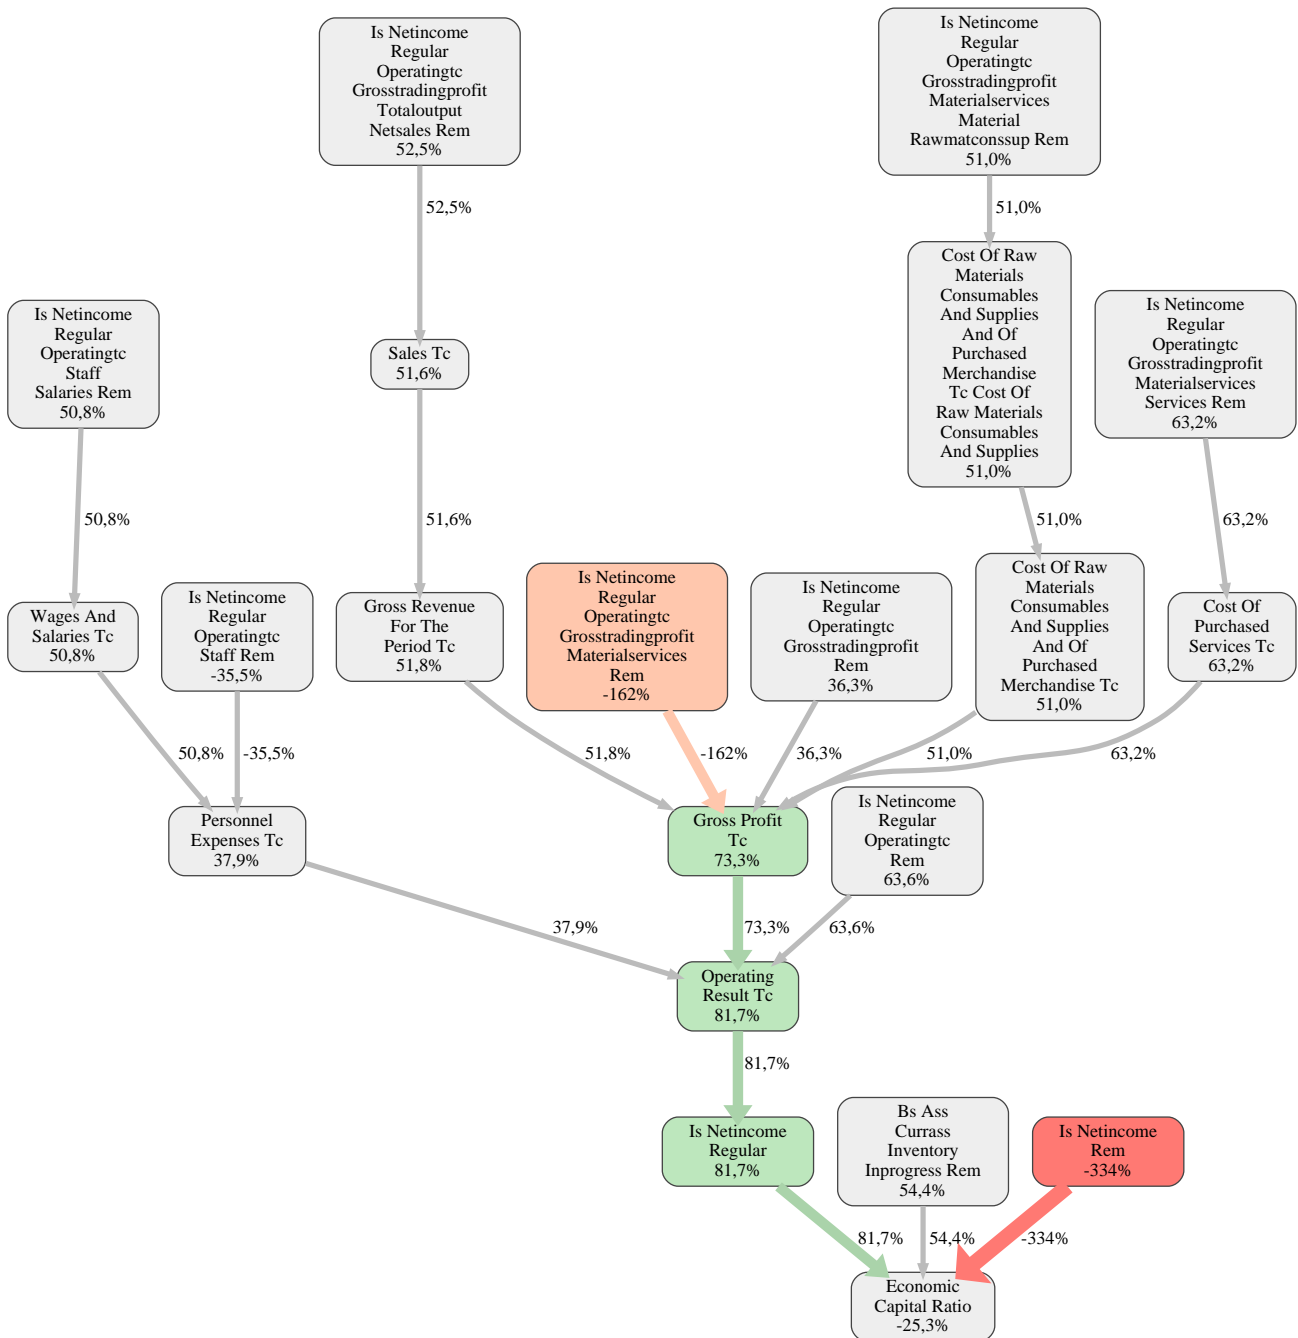 Is Netincome
Regular
Operatingtc
Grosstradingprofit
Totaloutput
Netsales Rem
52,5%
Is Netincome
Regular
Operatingtc
Grosstradingprofit
Materialservices
Material
Rawmatconssup Rem
51,0%
52,5%
51,0%
Cost Of Raw
Materials
Consumables
And Supplies
And Of
Purchased
Merchandise
Tc Cost Of
Raw Materials
Consumables
And Supplies
51,0%
Is Netincome
Regular
Operatingtc
Grosstradingprofit
Materialservices
Services Rem
63,2%
Is Netincome
Regular
Operatingtc
Staff
Salaries Rem
50,8%
Sales Tc
51,6%
50,8%
51,6%
51,0%
63,2%
Wages And
Salaries Tc
50,8%
Is Netincome
Regular
Operatingtc
Staff Rem
-35,5%
Gross Revenue
For The
Period Tc
51,8%
Is Netincome
Regular
Operatingtc
Grosstradingprofit
Materialservices
Rem
-162%
Is Netincome
Regular
Operatingtc
Grosstradingprofit
Rem
36,3%
Cost Of Raw
Materials
Consumables
And Supplies
And Of
Purchased
Merchandise Tc
51,0%
Cost Of
Purchased
Services Tc
63,2%
50,8%
-35,5%
51,8%
-162%
36,3%
51,0%
63,2%
Personnel
Expenses Tc
37,9%
Gross Profit
Tc
73,3%
Is Netincome
Regular
Operatingtc
Rem
63,6%
37,9%
73,3%
63,6%
Operating
Result Tc
81,7%
81,7%
Is Netincome
Regular
81,7%
Bs Ass
Currass
Inventory
Inprogress Rem
54,4%
Is Netincome
Rem
-334%
81,7%
54,4%
-334%
Economic
Capital Ratio
-25,3%